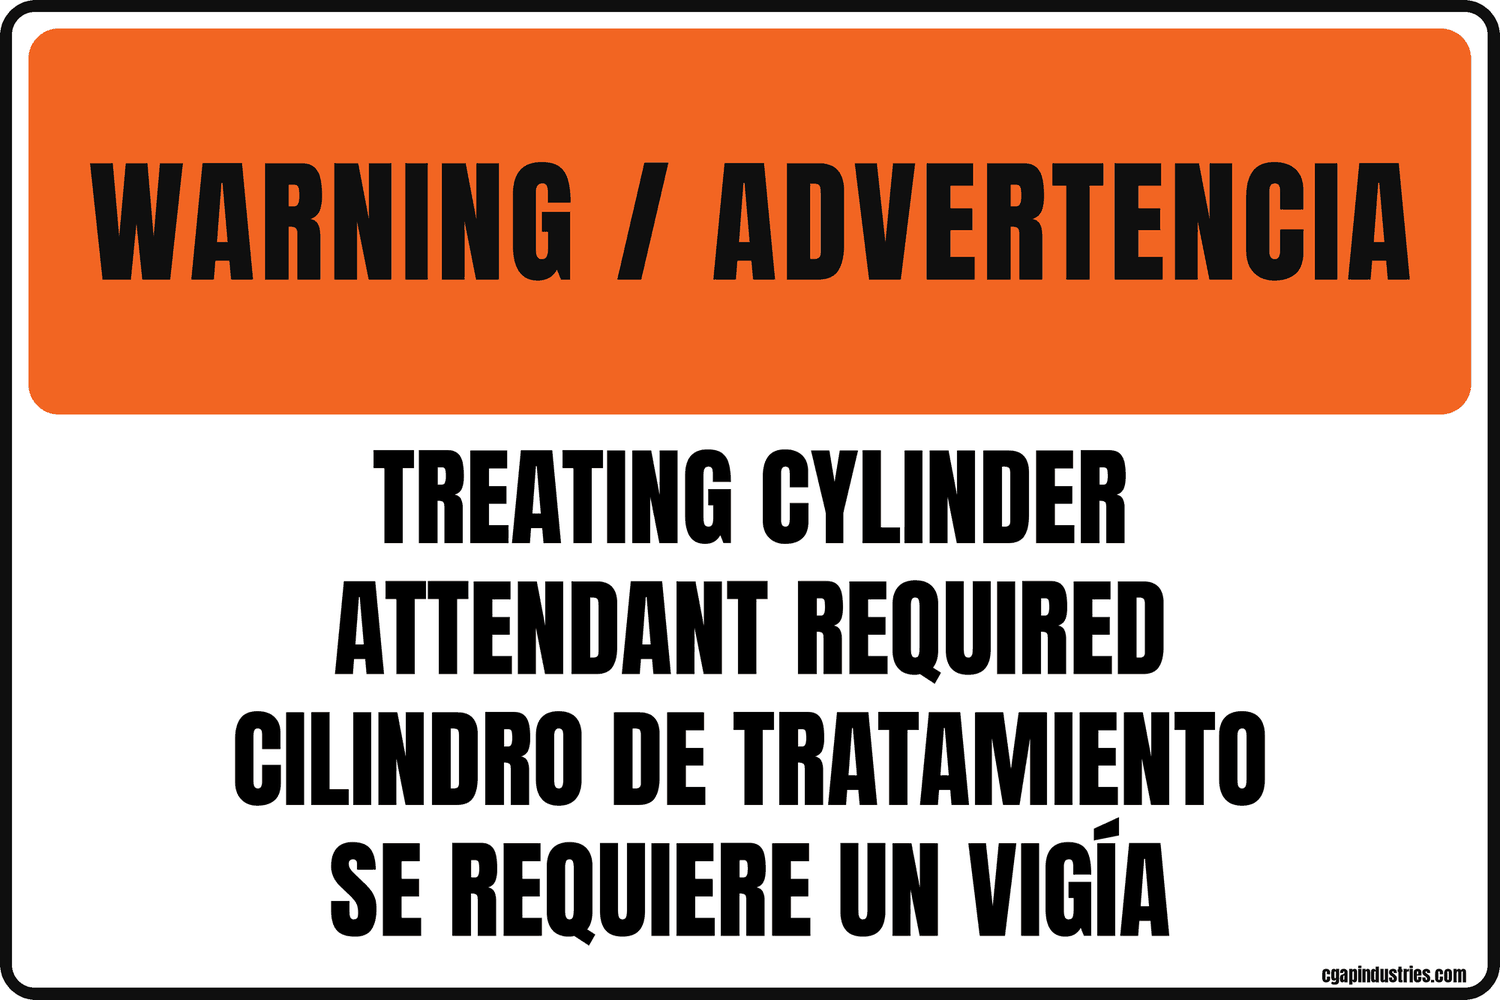 WARNING / ADVERTENCIA
TREATING CYLINDER
ATTENDANT REQUIRED
CILINDRO DE TRATAMIENTO
SE REQUIERE UN VIGÍA
cgapindustries.com